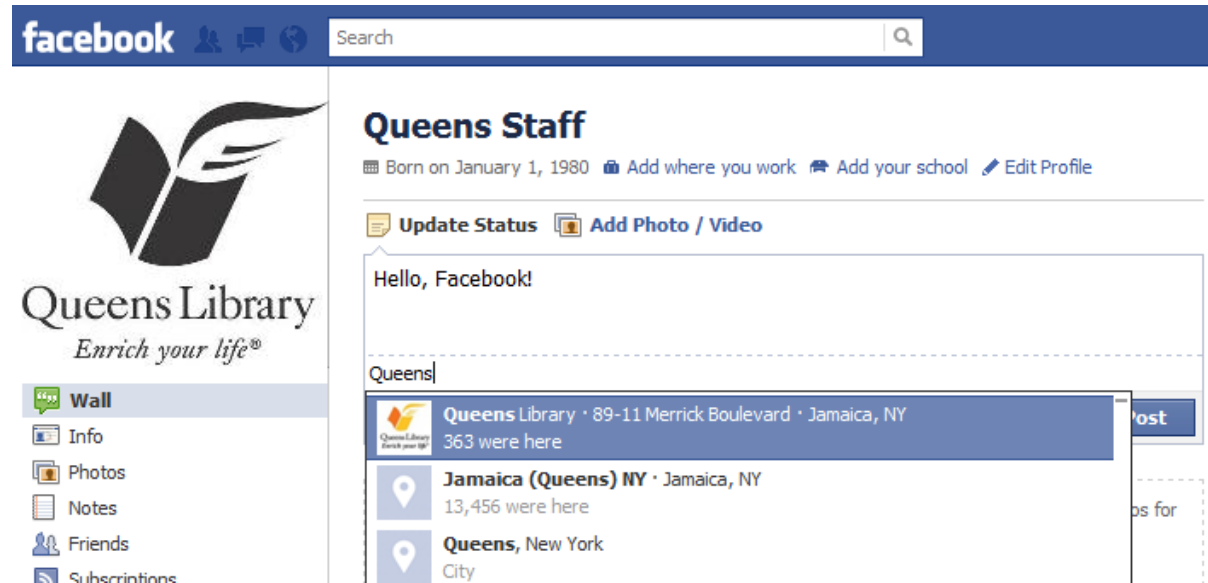 facebook
Search
Queens Staff
Born on January 1, 1980 Add where you work Add your school Edit Profile
Update Status Add Photo / Video
Hello, Facebook!
Queens Library
Enrich your life®
Queens
Wall
Info
Photos
Notes
Friends
Subscriptions
Queens Library · 89-11 Merrick Boulevard · Jamaica, NY
363 were here
Jamaica (Queens) NY · Jamaica, NY
13,456 were here
Queens, New York
City
for